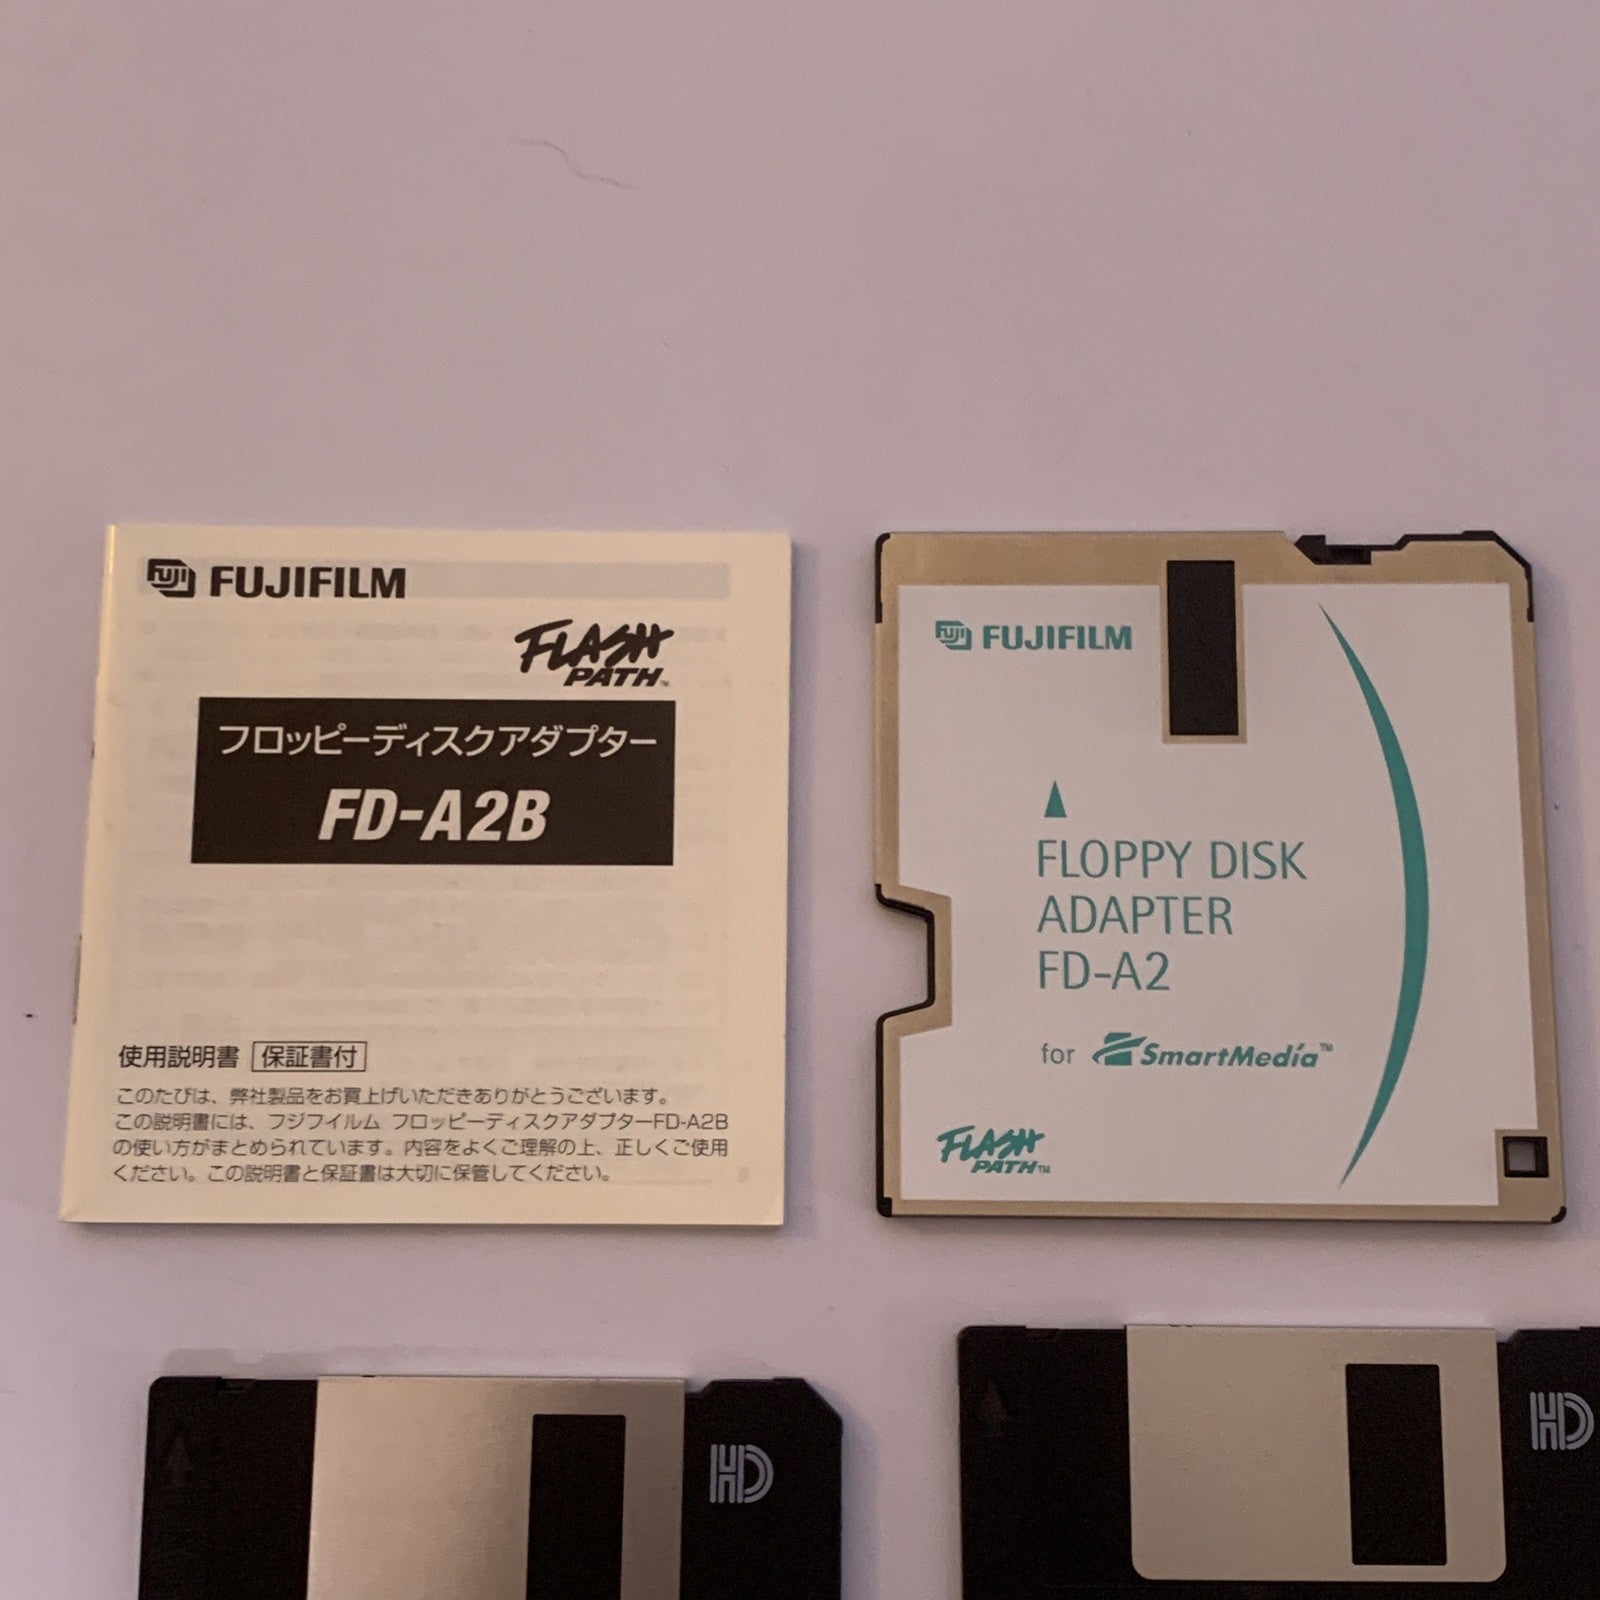 FUJI FUJIFILM
FLASH
PATH™
フロッピーディスクアダプター
FD-A2B
使用説明書 保証書付
このたびは、弊社製品をお買上げいただきありがとうございます。
この説明書には、フジフイルム フロッピーディスクアダプターFD-A2B
の使い方がまとめられています。内容をよくご理解の上、正しくご使用
ください。この説明書と保証書は大切に保管してください。
FUJI FUJIFILM
FLOPPY DISK
ADAPTER
FD-A2
for SmartMedia™
FLASH
PATH™
HD
HD